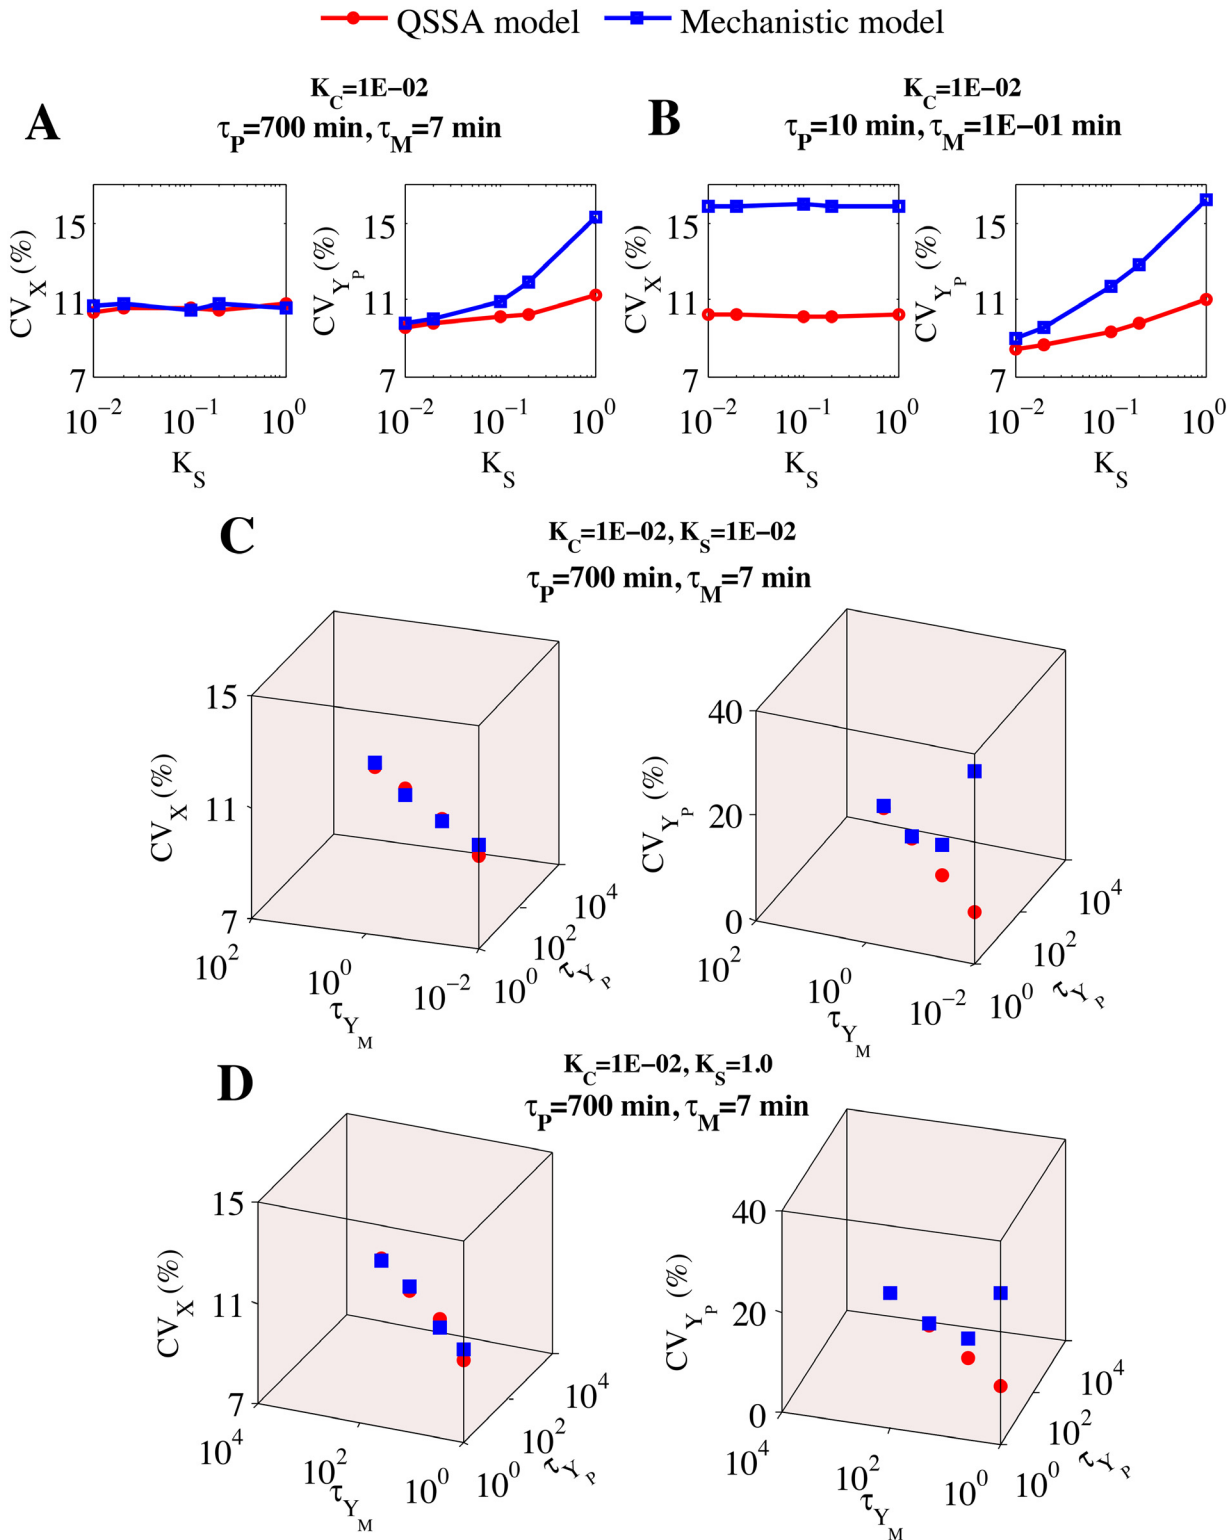 QSSA model Mechanistic model
A
K_C=1E−02
τ_P=700 min, τ_M=7 min
B
K_C=1E−02
τ_P=10 min, τ_M=1E−01 min
CV_X (%)
15
11
7
10^−2 10^−1 10^0
K_S
CV_Y_P (%)
15
11
7
10^−2 10^−1 10^0
K_S
CV_X (%)
15
11
7
10^−2 10^−1 10^0
K_S
CV_Y_P (%)
15
11
7
10^−2 10^−1 10^0
K_S
C
K_C=1E−02, K_S=1E−02
τ_P=700 min, τ_M=7 min
CV_X (%)
15
11
7
10^2 10^0 10^−2
τ_Y_M
10^0 10^2 10^4
τ_Y_P
CV_Y_P (%)
40
20
0
10^2 10^0 10^−2
τ_Y_M
10^0 10^2 10^4
τ_Y_P
D
K_C=1E−02, K_S=1.0
τ_P=700 min, τ_M=7 min
CV_X (%)
15
11
7
10^4 10^2 10^0
τ_Y_M
10^0 10^2 10^4
τ_Y_P
CV_Y_P (%)
40
20
0
10^4 10^2 10^0
τ_Y_M
10^0 10^2 10^4
τ_Y_P